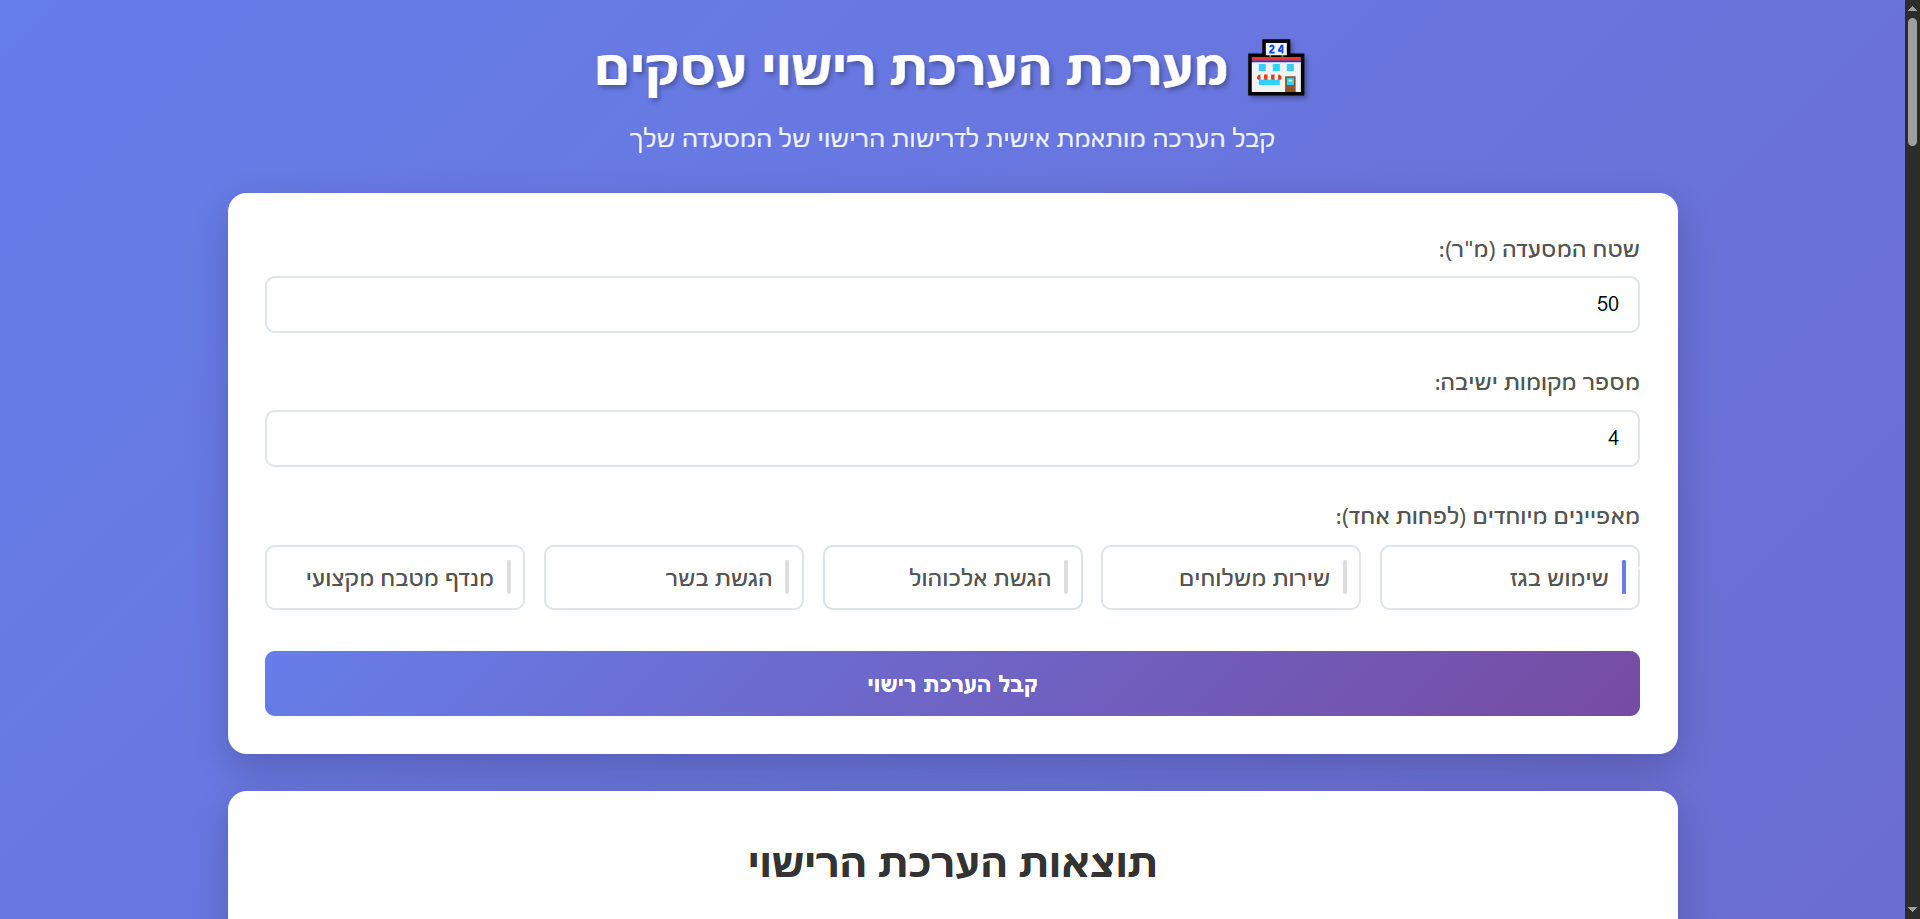 מערכת הערכת רישוי עסקים
קבל הערכה מותאמת אישית לדרישות הרישוי של המסעדה שלך
שטח המסעדה (מ"ר):
50
מספר מקומות ישיבה:
4
מאפיינים מיוחדים (לפחות אחד):
שימוש בגז
שירות משלוחים
הגשת אלכוהול
הגשת בשר
מנדף מטבח מקצועי
קבל הערכת רישוי
תוצאות הערכת הרישוי